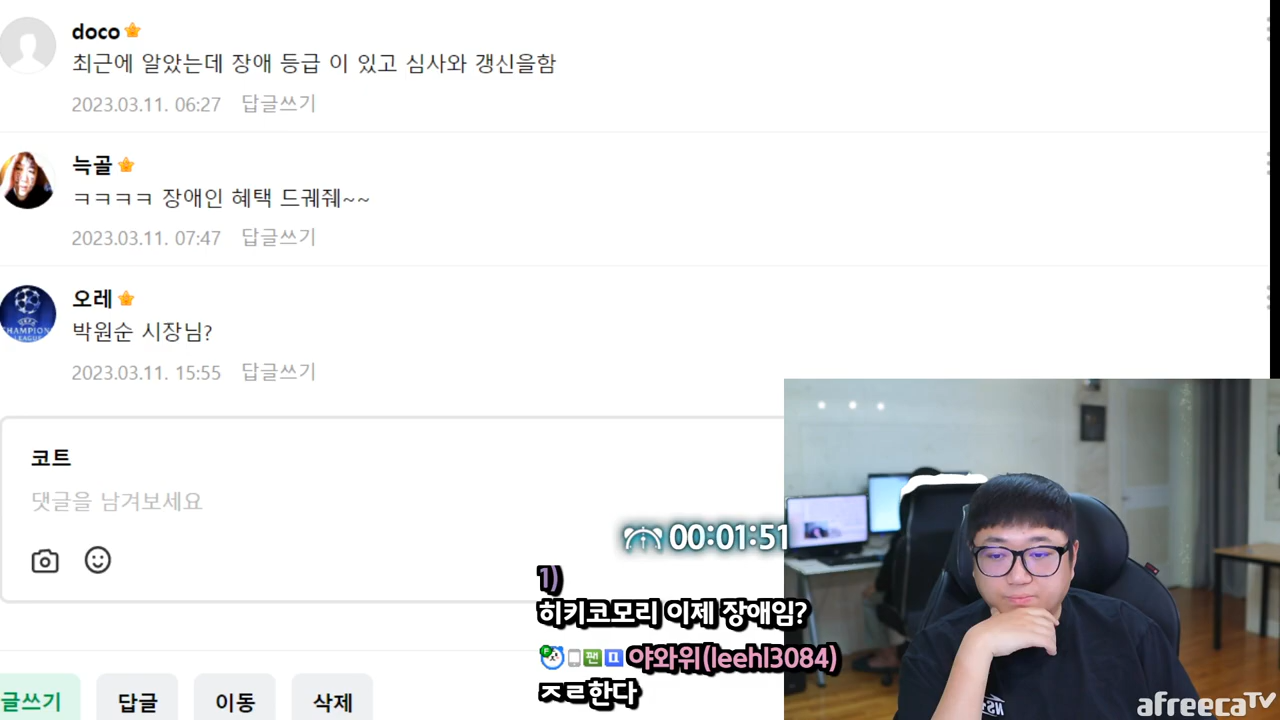 doco
최근에 알았는데 장애 등급 이 있고 심사와 갱신을함
2023.03.11. 06:27 답글쓰기
늑골
ㅋㅋㅋㅋ 장애인 혜택 드궤줴~~
2023.03.11. 07:47 답글쓰기
오레
박원순 시장님?
2023.03.11. 15:55 답글쓰기
코트
댓글을 남겨보세요
00:01:51
1)
히키코모리 이제 장애임?
F 팬 야와위(leehl3084)
ㅈㄹ한다
글쓰기 답글 이동 삭제
afreecaTV